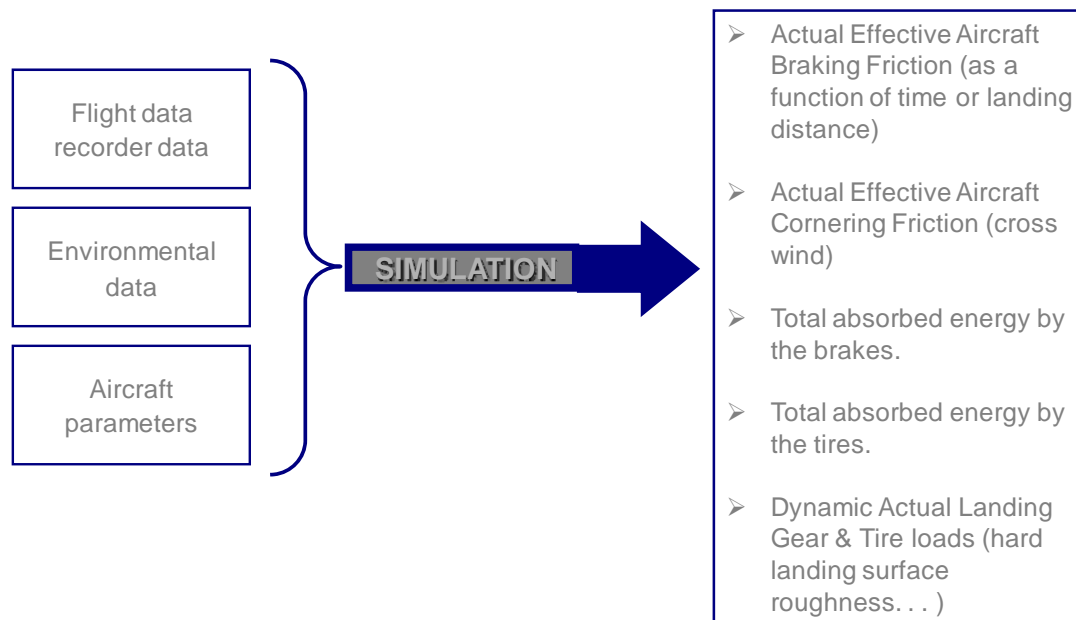 Flight data
recorder data
Environmental
data
Aircraft
parameters
SIMULATION
➢ Actual Effective Aircraft
Braking Friction (as a
function of time or landing
distance)
➢ Actual Effective Aircraft
Cornering Friction (cross
wind)
➢ Total absorbed energy by
the brakes.
➢ Total absorbed energy by
the tires.
➢ Dynamic Actual Landing
Gear & Tire loads (hard
landing surface
roughness. . . )